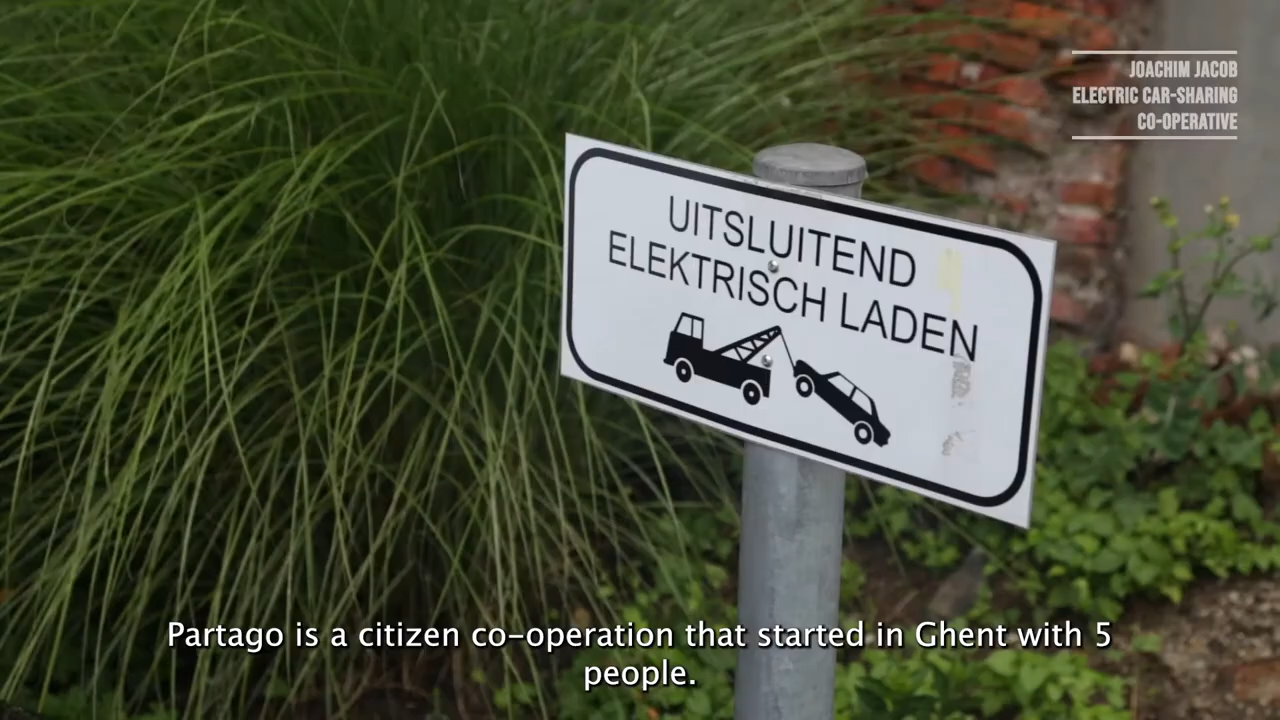 JOACHIM JACOB
ELECTRIC CAR-SHARING
CO-OPERATIVE
UITSLUITEND
ELEKTRISCH LADEN
Partago is a citizen co-operation that started in Ghent with 5
people.